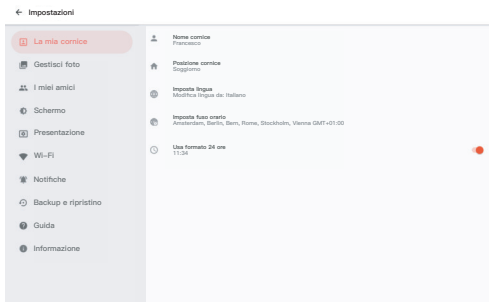 Impostazioni
La mia cornice
Gestisci foto
I miei amici
Schermo
Presentazione
Wi-Fi
Notifiche
Backup e ripristino
Guida
Informazione
Nome cornice
Francesco
Posizione cornice
Soggiorno
Imposta lingua
Modifica lingua da: Italiano
Imposta fuso orario
Amsterdam, Berlin, Bern, Rome, Stockholm, Vienna GMT+01:00
Usa formato 24 ore
11:34